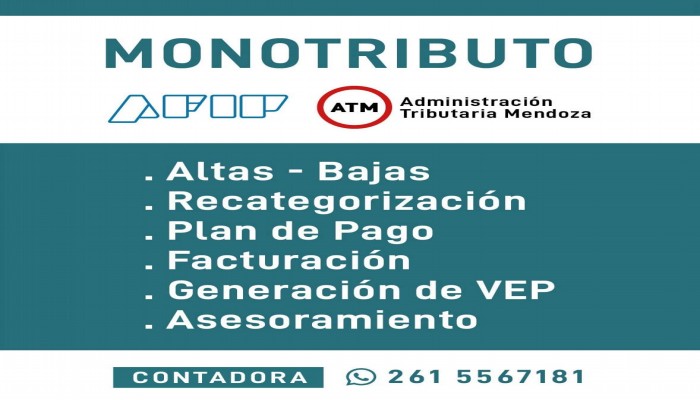 MONOTRIBUTO
AFIP
ATM
Administración
Tributaria Mendoza
. Altas - Bajas
. Recategorización
. Plan de Pago
. Facturación
. Generación de VEP
. Asesoramiento
CONTADORA 261 5567181